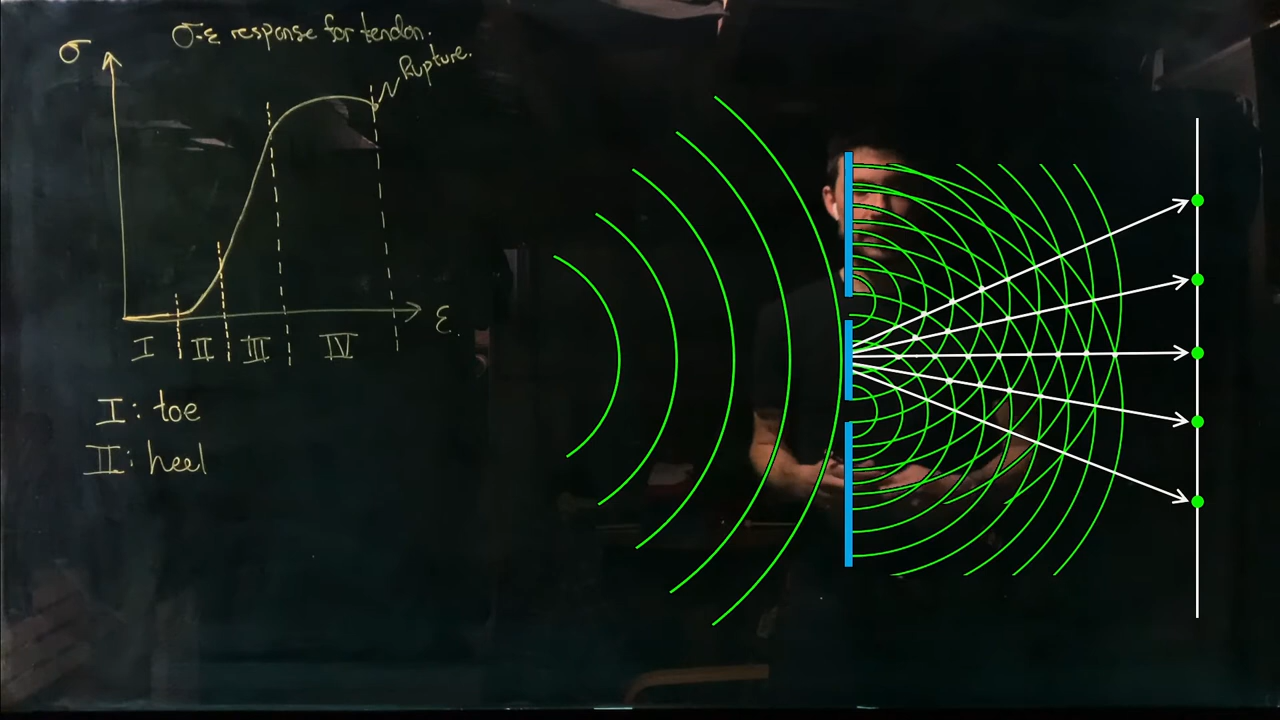 σ-ε response for tendon.
σ
Rupture.
ε.
I II III IV
I: toe
II: heel